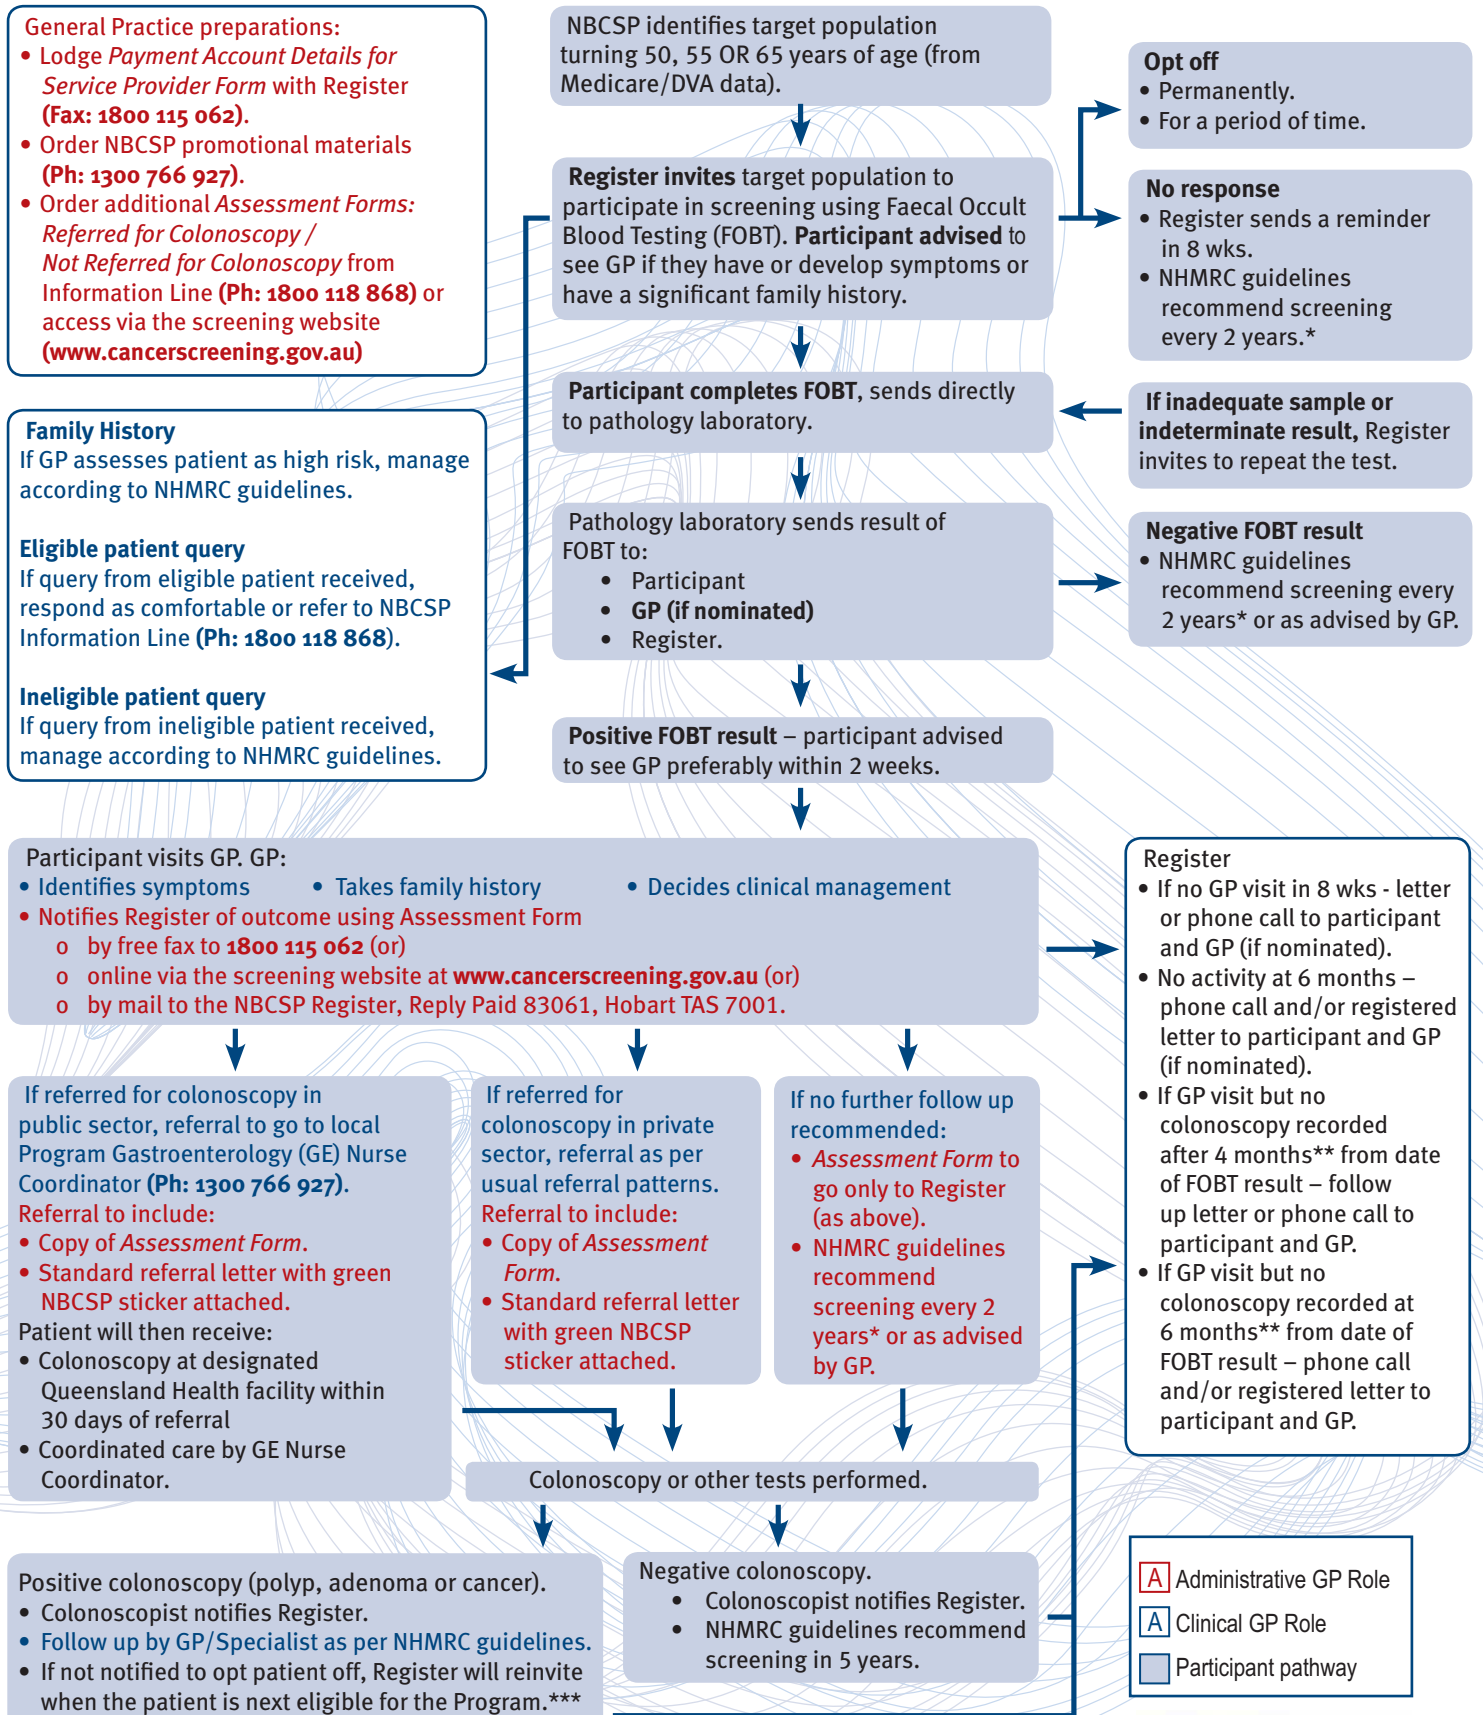 General Practice preparations:
• Lodge Payment Account Details for
Service Provider Form with Register
(Fax: 1800 115 062).
• Order NBCSP promotional materials
(Ph: 1300 766 927).
• Order additional Assessment Forms:
Referred for Colonoscopy /
Not Referred for Colonoscopy from
Information Line (Ph: 1800 118 868) or
access via the screening website
(www.cancerscreening.gov.au)
NBCSP identifies target population
turning 50, 55 OR 65 years of age (from
Medicare/DVA data).
Opt off
• Permanently.
• For a period of time.
Register invites target population to
participate in screening using Faecal Occult
Blood Testing (FOBT). Participant advised to
see GP if they have or develop symptoms or
have a significant family history.
No response
• Register sends a reminder
in 8 wks.
• NHMRC guidelines
recommend screening
every 2 years.*
Participant completes FOBT, sends directly
to pathology laboratory.
If inadequate sample or
indeterminate result, Register
invites to repeat the test.
Family History
If GP assesses patient as high risk, manage
according to NHMRC guidelines.
Eligible patient query
If query from eligible patient received,
respond as comfortable or refer to NBCSP
Information Line (Ph: 1800 118 868).
Ineligible patient query
If query from ineligible patient received,
manage according to NHMRC guidelines.
Pathology laboratory sends result of
FOBT to:
• Participant
• GP (if nominated)
• Register.
Negative FOBT result
• NHMRC guidelines
recommend screening every
2 years* or as advised by GP.
Positive FOBT result – participant advised
to see GP preferably within 2 weeks.
Participant visits GP. GP:
• Identifies symptoms • Takes family history • Decides clinical management
• Notifies Register of outcome using Assessment Form
o by free fax to 1800 115 062 (or)
o online via the screening website at www.cancerscreening.gov.au (or)
o by mail to the NBCSP Register, Reply Paid 83061, Hobart TAS 7001.
Register
• If no GP visit in 8 wks - letter
or phone call to participant
and GP (if nominated).
• No activity at 6 months –
phone call and/or registered
letter to participant and GP
(if nominated).
• If GP visit but no
colonoscopy recorded
after 4 months** from date
of FOBT result – follow
up letter or phone call to
participant and GP.
• If GP visit but no
colonoscopy recorded at
6 months** from date of
FOBT result – phone call
and/or registered letter to
participant and GP.
If referred for colonoscopy in
public sector, referral to go to local
Program Gastroenterology (GE) Nurse
Coordinator (Ph: 1300 766 927).
Referral to include:
• Copy of Assessment Form.
• Standard referral letter with green
NBCSP sticker attached.
Patient will then receive:
• Colonoscopy at designated
Queensland Health facility within
30 days of referral
• Coordinated care by GE Nurse
Coordinator.
If referred for
colonoscopy in private
sector, referral as per
usual referral patterns.
Referral to include:
• Copy of Assessment
Form.
• Standard referral letter
with green NBCSP
sticker attached.
If no further follow up
recommended:
• Assessment Form to
go only to Register
(as above).
• NHMRC guidelines
recommend
screening every 2
years* or as advised
by GP.
Colonoscopy or other tests performed.
Positive colonoscopy (polyp, adenoma or cancer).
• Colonoscopist notifies Register.
• Follow up by GP/Specialist as per NHMRC guidelines.
• If not notified to opt patient off, Register will reinvite
when the patient is next eligible for the Program.***
Negative colonoscopy.
• Colonoscopist notifies Register.
• NHMRC guidelines recommend
screening in 5 years.
A Administrative GP Role
A Clinical GP Role
Participant pathway